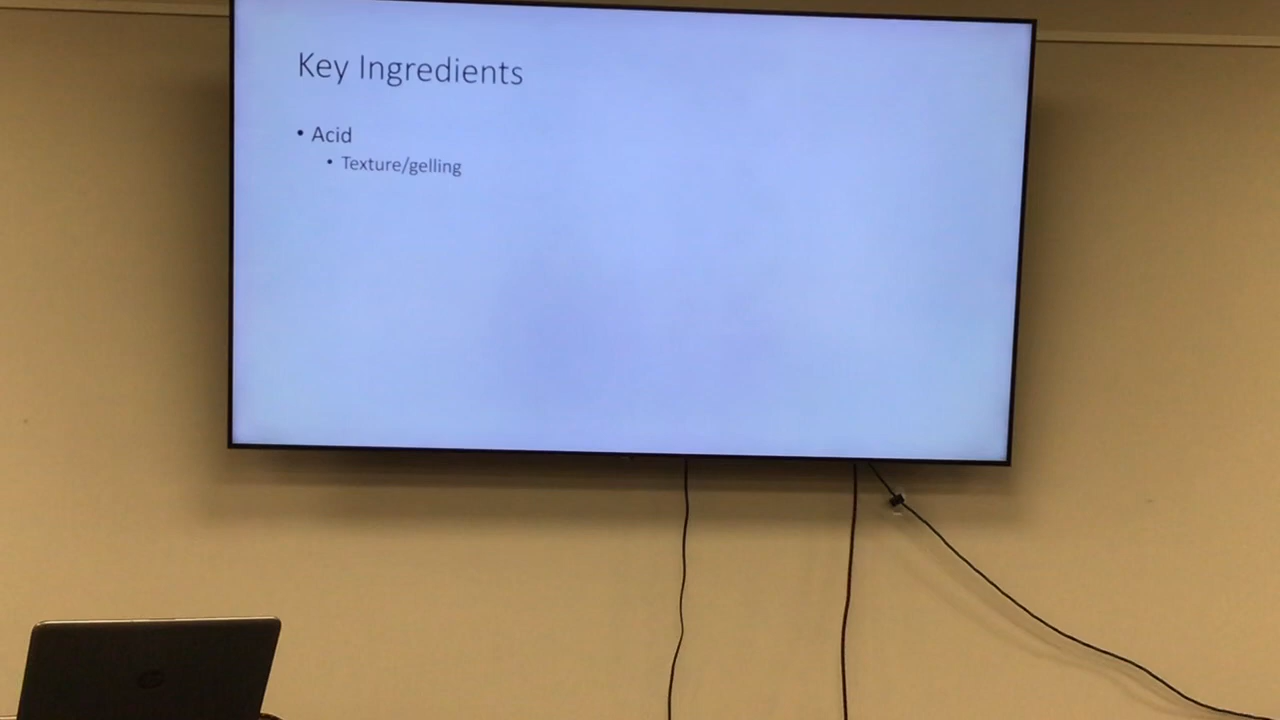 Key Ingredients
• Acid
• Texture/gelling